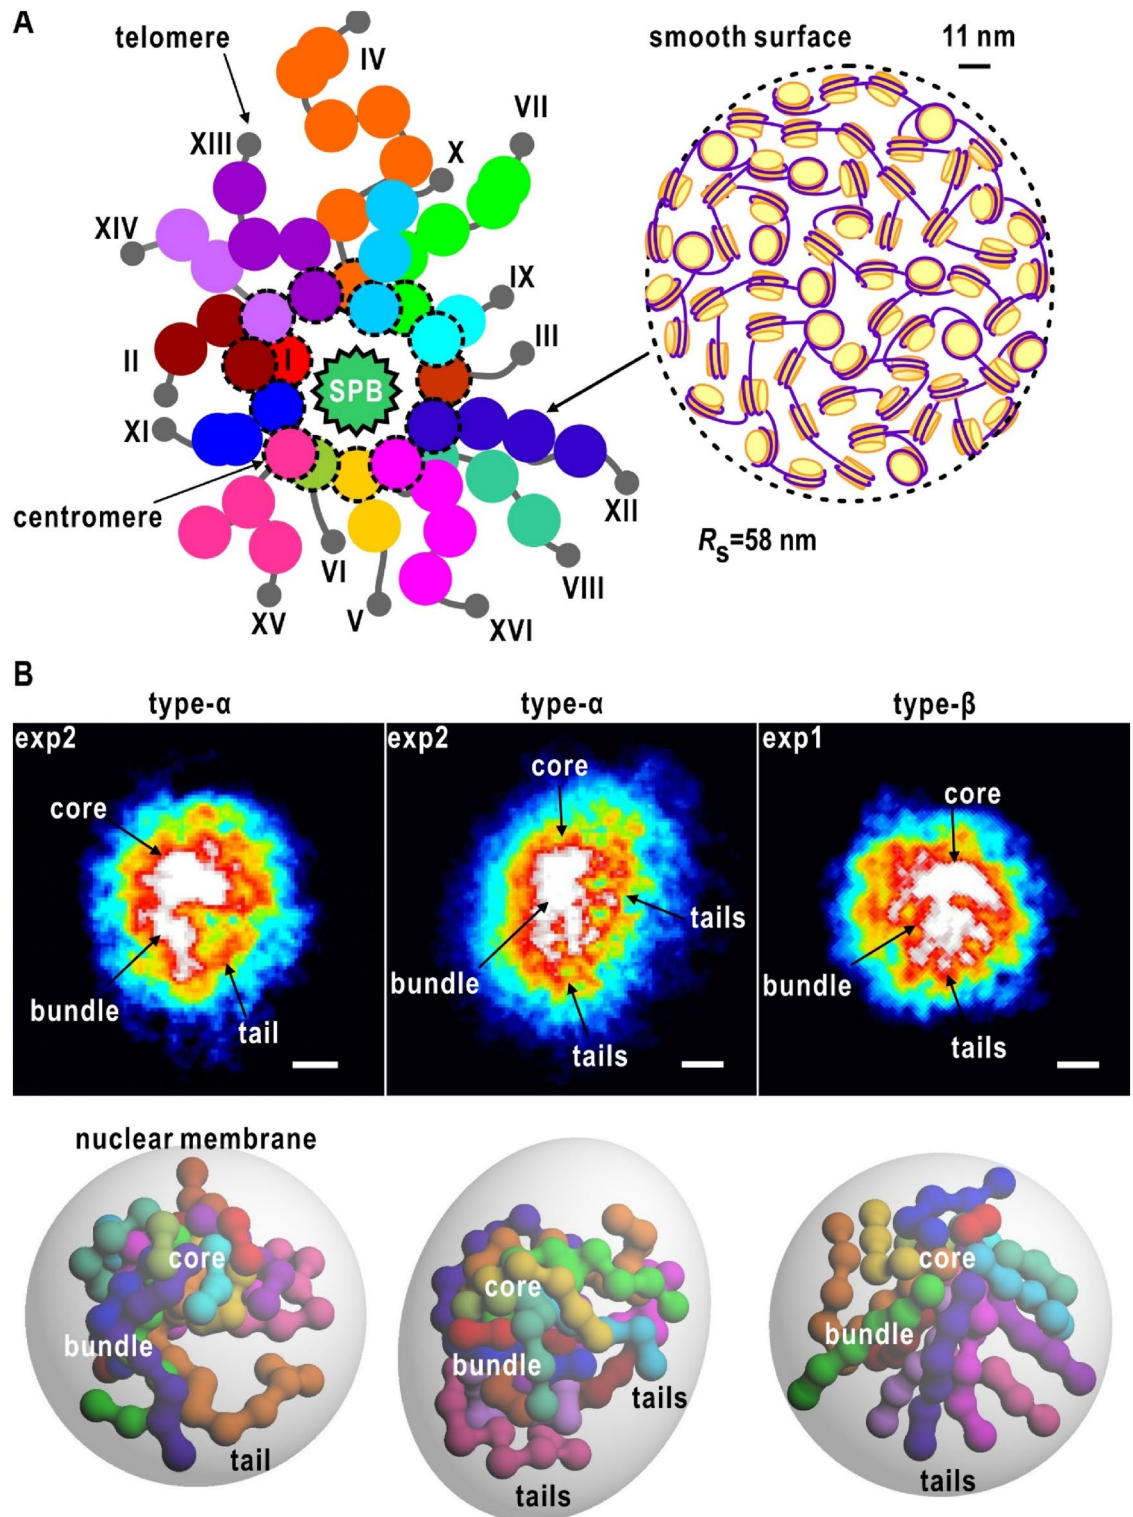 A
telomere
IV
VII
XIII
X
XIV
IX
II
I
III
SPB
XI
centromere
XII
VI
VIII
XV
V
XVI
smooth surface
11 nm
Rs=58 nm
B
type-α
type-α
type-β
exp2
core
bundle
tail
exp2
core
tails
bundle
tails
exp1
core
bundle
tails
nuclear membrane
core
bundle
tail
core
bundle
tails
tails
core
bundle
tails